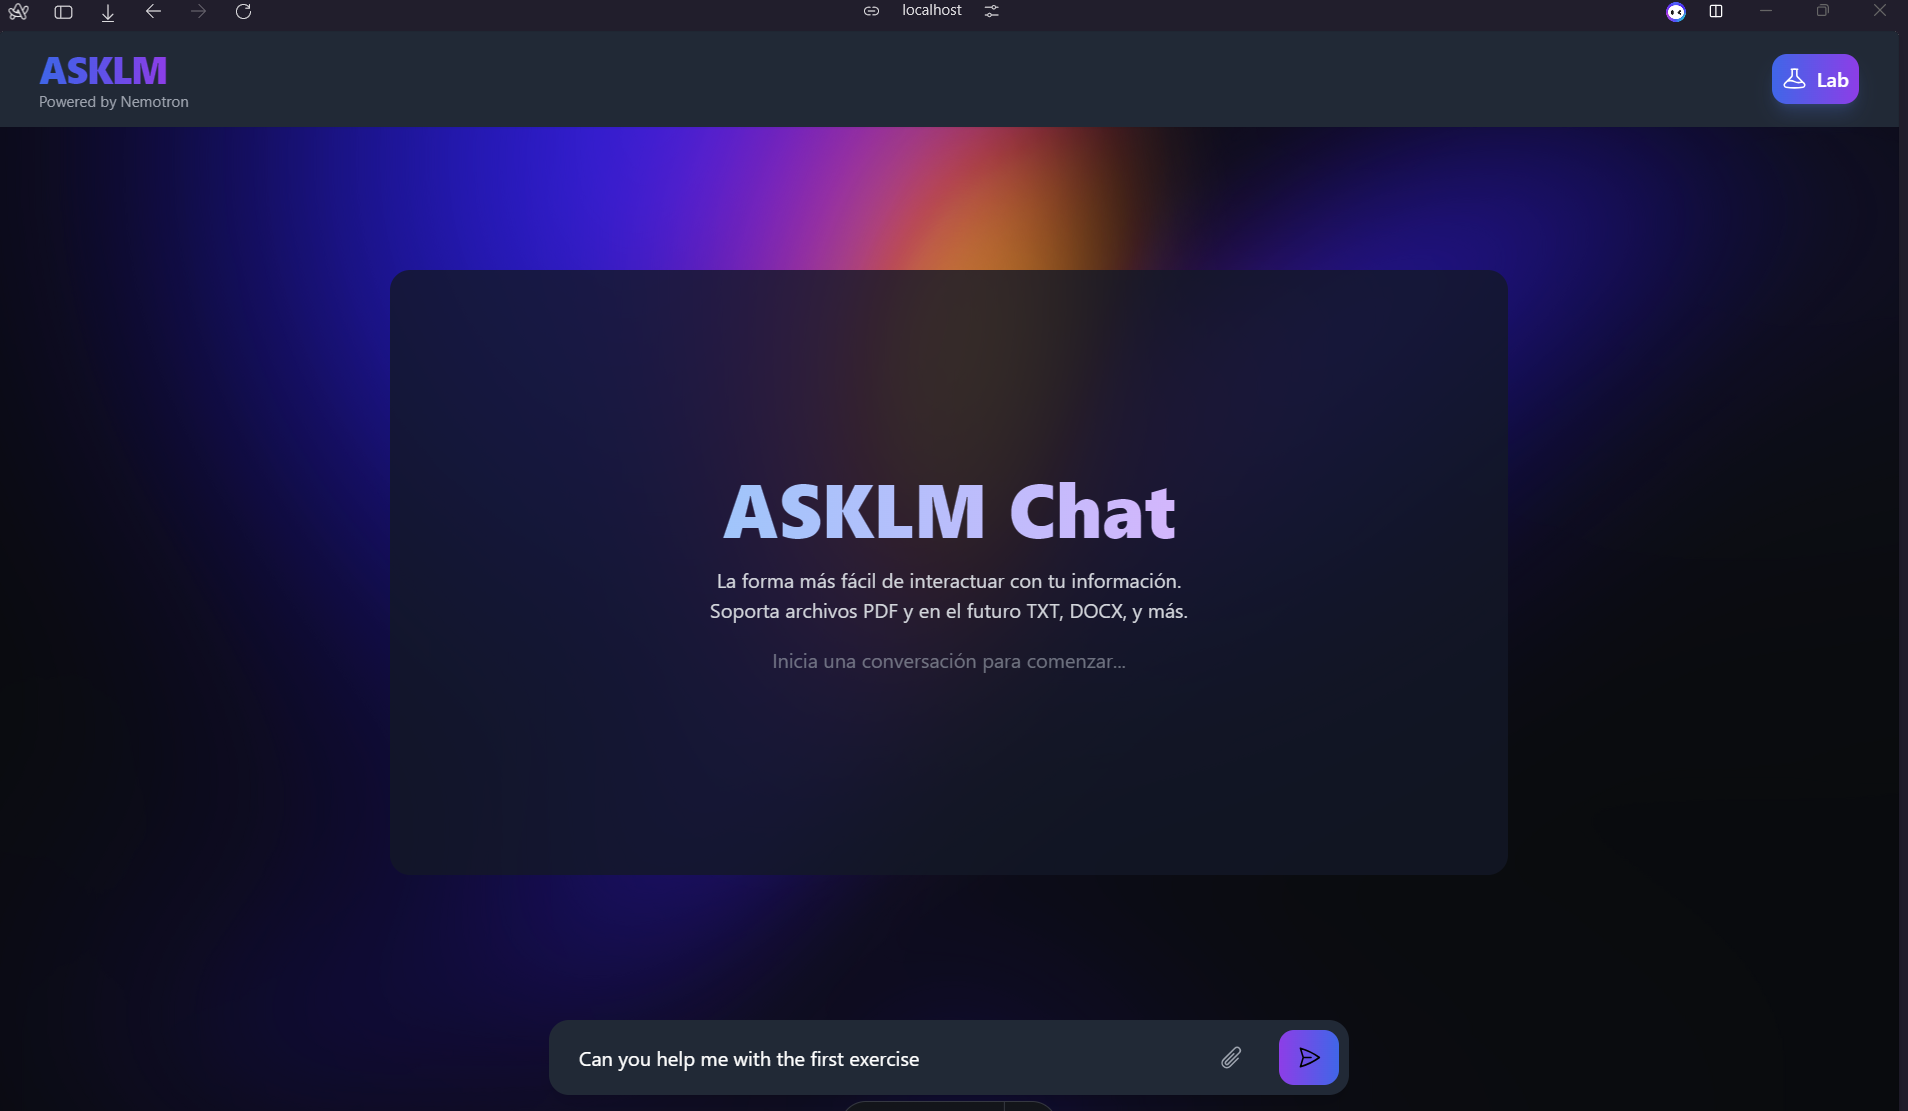 localhost
ASKLM
Powered by Nemotron
Lab
ASKLM Chat
La forma más fácil de interactuar con tu información.
Soporta archivos PDF y en el futuro TXT, DOCX, y más.
Inicia una conversación para comenzar...
Can you help me with the first exercise